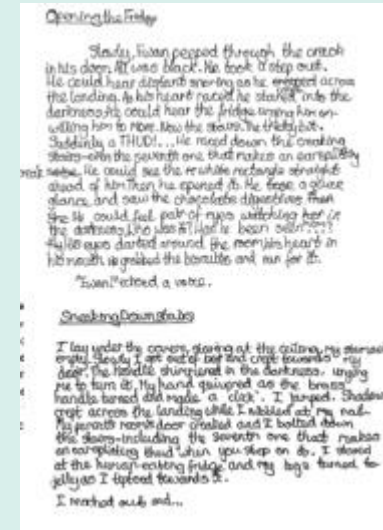 Opening the Fridge
Slowly, Ewan peeped through the crack
in his door. All was black. He took a step out.
He could hear distant snoring as he crept across
the landing. As his heart raced he stared into the
darkness. He could hear the fridge urging him on-
willing him to move. Now the stairs. The tricky bit.
Suddenly a THUD!... He raced down the creaking
stairs-even the seventh one that makes an earsplitting
He could see the white rectangle straight
ahead of him. Then he opened it. He took a quick
glance and saw the chocolate digestives then
he could feel pair of eyes watching him in
the darkness. Who was it? Had he been seen????
His eyes darted around the room, his heart in
his mouth. He grabbed the biscuits and ran for it.
"Ewan!" echoed a voice.
Sneaking Downstairs
I lay under the covers, staring at the ceiling, my stomach
empty. Slowly I got out of bed and crept towards my
door. The handle shimmered in the darkness. urging
me to turn it. My hand quivered as the brass
handle turned and made a 'click'. I jumped. Shadows
crept across the landing while I nibbled at my nail.
My parents room's door creaked and I bolted down
the stairs-including the seventh one that makes
an earsplitting thud when you step on it. I stared
at the human-eating fridge and my legs turned to
jelly as I tiptoed towards it.
I reached out and...